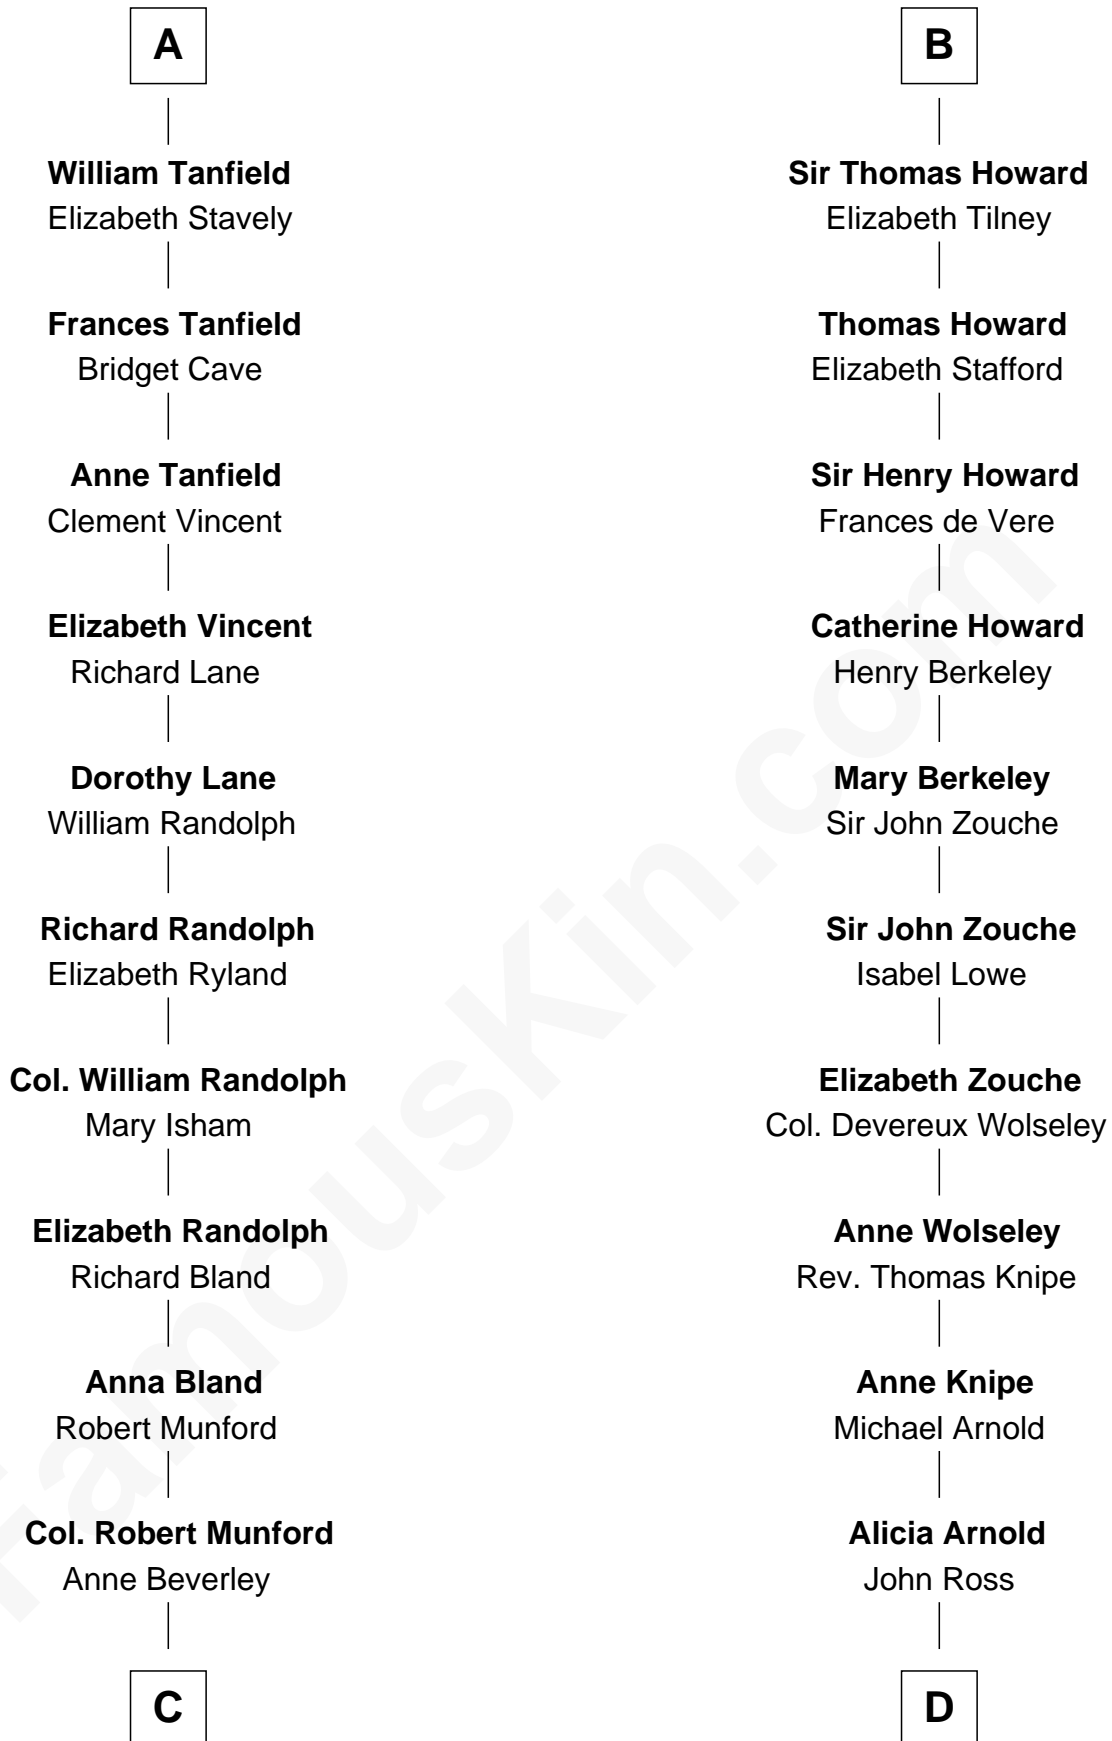 A
William Tanfield
Elizabeth Stavely
Frances Tanfield
Bridget Cave
Anne Tanfield
Clement Vincent
Elizabeth Vincent
Richard Lane
Dorothy Lane
William Randolph
Richard Randolph
Elizabeth Ryland
Col. William Randolph
Mary Isham
Elizabeth Randolph
Richard Bland
Anna Bland
Robert Munford
Col. Robert Munford
Anne Beverley
C
B
Sir Thomas Howard
Elizabeth Tilney
Thomas Howard
Elizabeth Stafford
Sir Henry Howard
Frances de Vere
Catherine Howard
Henry Berkeley
Mary Berkeley
Sir John Zouche
Sir John Zouche
Isabel Lowe
Elizabeth Zouche
Col. Devereux Wolseley
Anne Wolseley
Rev. Thomas Knipe
Anne Knipe
Michael Arnold
Alicia Arnold
John Ross
D
FamousKin.com